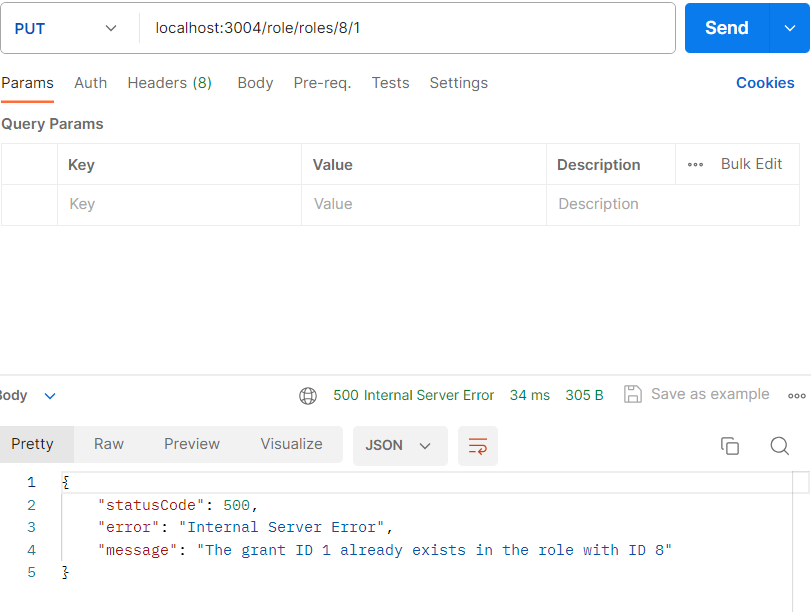 PUT localhost:3004/role/roles/8/1 Send
Params Auth Headers (8) Body Pre-req. Tests Settings Cookies
Query Params
Key Value Description ••• Bulk Edit
Key Value Description
Body 500 Internal Server Error 34 ms 305 B Save as example
Pretty Raw Preview Visualize JSON
1 {
2 "statusCode": 500,
3 "error": "Internal Server Error",
4 "message": "The grant ID 1 already exists in the role with ID 8"
5 }